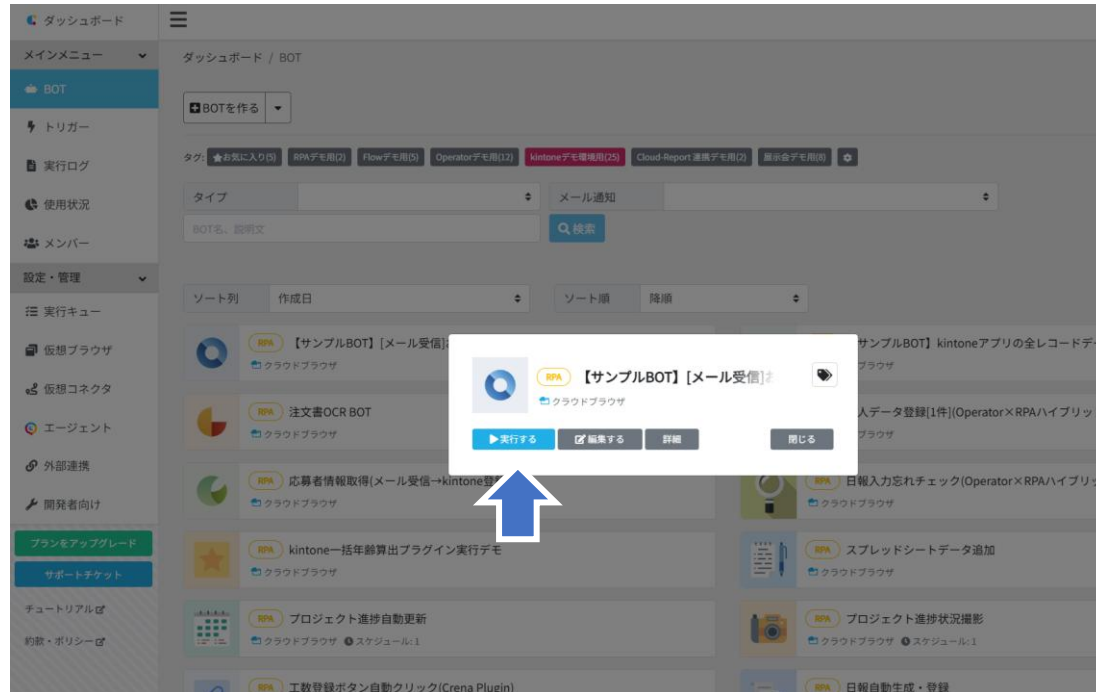 ダッシュボード
メインメニュー
BOT
トリガー
実行ログ
使用状況
メンバー
設定・管理
実行キュー
仮想ブラウザ
仮想コネクタ
エージェント
外部連携
開発者向け
プランをアップグレード
サポートチケット
チュートリアル
約款・ポリシー
ダッシュボード / BOT
BOTを作る
タグ: お気に入り(5) RPAデモ用(2) Flowデモ用(5) Operatorデモ用(12) kintoneデモ環境用(25) Cloud-Report 連携デモ用(2) 展示会デモ用(8)
タイプ メール通知
BOT名、説明文 検索
ソート列 作成日 ソート順 降順
RPA 【サンプルBOT】[メール受信]
クラウドブラウザ
サンプルBOT】kintoneアプリの全レコードデ
ブラウザ
RPA 【サンプルBOT】[メール受信]
クラウドブラウザ
実行する 編集する 詳細 閉じる
RPA 注文書OCR BOT
クラウドブラウザ
人データ登録[1件](Operator×RPAハイブリッ
ブラウザ
RPA 応募者情報取得(メール受信→kintone登
クラウドブラウザ
RPA 日報入力忘れチェック(Operator×RPAハイブリッ
クラウドブラウザ
RPA kintone一括年齢算出プラグイン実行デモ
クラウドブラウザ
RPA スプレッドシートデータ追加
クラウドブラウザ
RPA プロジェクト進捗自動更新
クラウドブラウザ スケジュール:1
RPA プロジェクト進捗状況撮影
クラウドブラウザ スケジュール:1
RPA 工数登録ボタン自動クリック(Crena Plugin)
RPA 日報自動生成・登録